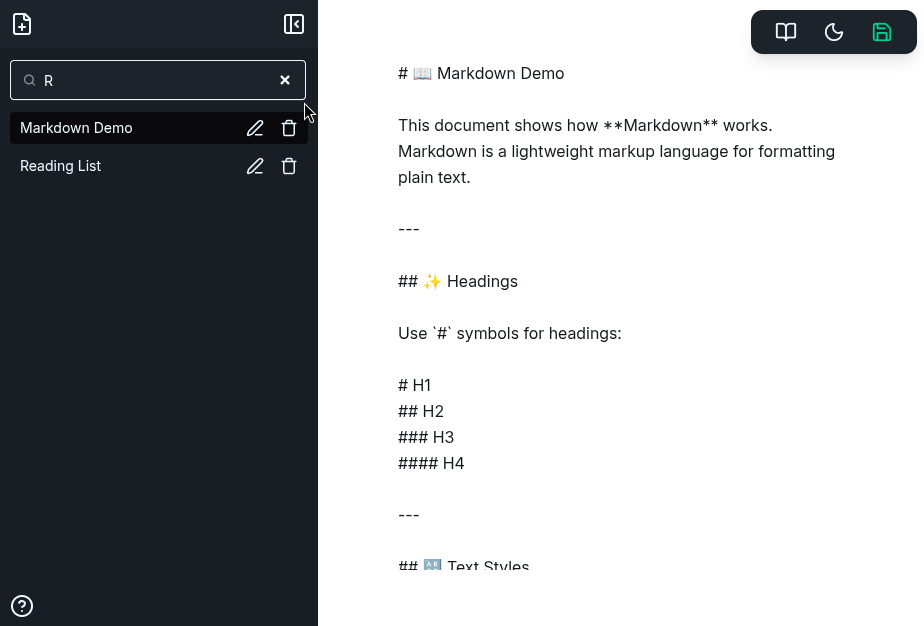 R
Markdown Demo
Reading List
# 📖 Markdown Demo
This document shows how **Markdown** works.
Markdown is a lightweight markup language for formatting
plain text.
---
## ✨ Headings
Use `#` symbols for headings:
# H1
## H2
### H3
#### H4
---
## 🔠 Text Styles